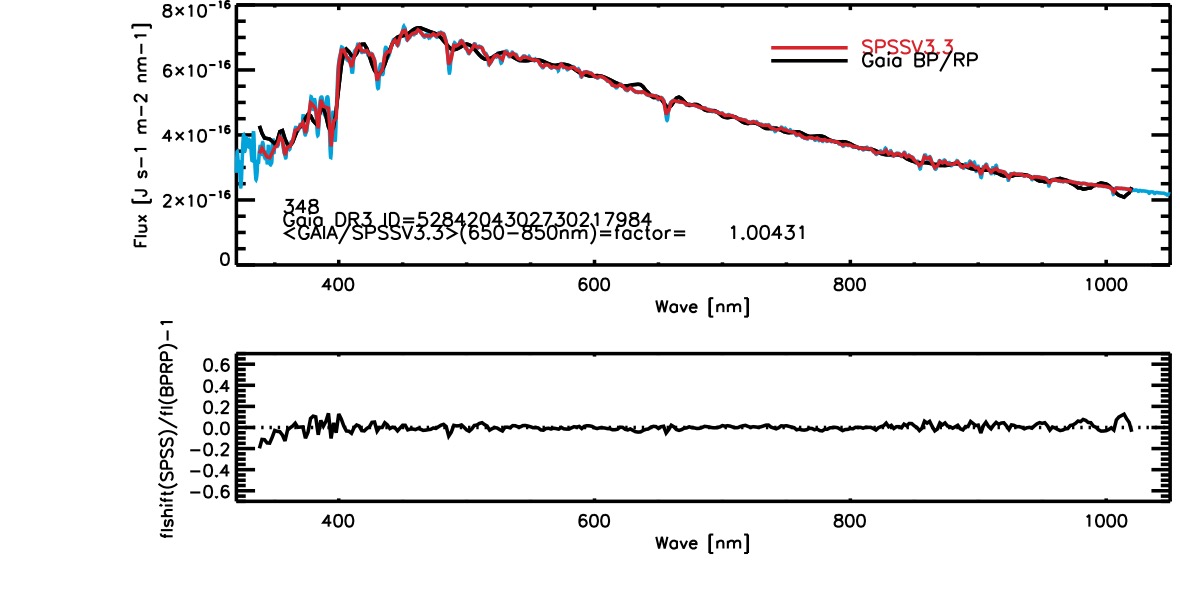 8×10−16
6×10−16
4×10−16
2×10−16
0
Flux [J s−1 m−2 nm−1]
SPSSV3.3
Gaia BP/RP
348
Gaia DR3 ID=5284204302730217984
<GAIA/SPSSV3.3>(650−850nm)=factor= 1.00431
400 600 800 1000
Wave [nm]
flshift(SPSS)/fl(BPRP)−1
0.6
0.4
0.2
0.0
−0.2
−0.4
−0.6
400 600 800 1000
Wave [nm]